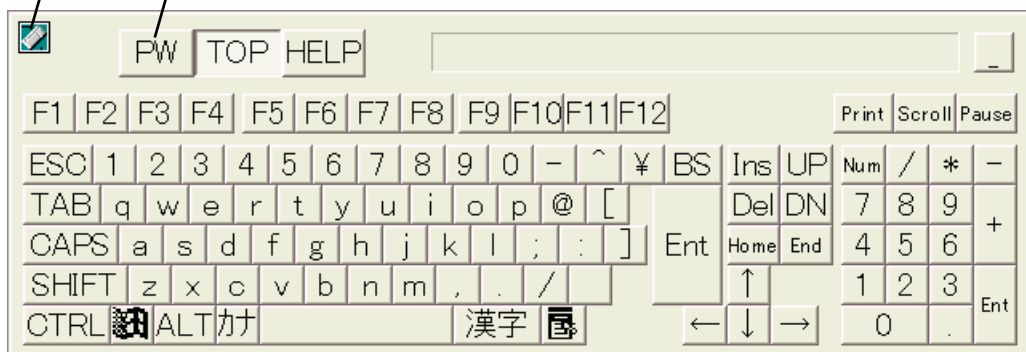 PW TOP HELP _
F1 F2 F3 F4 F5 F6 F7 F8 F9 F10 F11 F12 Print Scroll Pause
ESC 1 2 3 4 5 6 7 8 9 0 - ^ ¥ BS Ins UP Num / * -
TAB q w e r t y u i o p @ [ Del DN 7 8 9 +
CAPS a s d f g h j k l ; : ] Ent Home End 4 5 6
SHIFT z x c v b n m , . / ↑ 1 2 3 Ent
CTRL ALT カナ 漢字 ← ↓ → 0 .